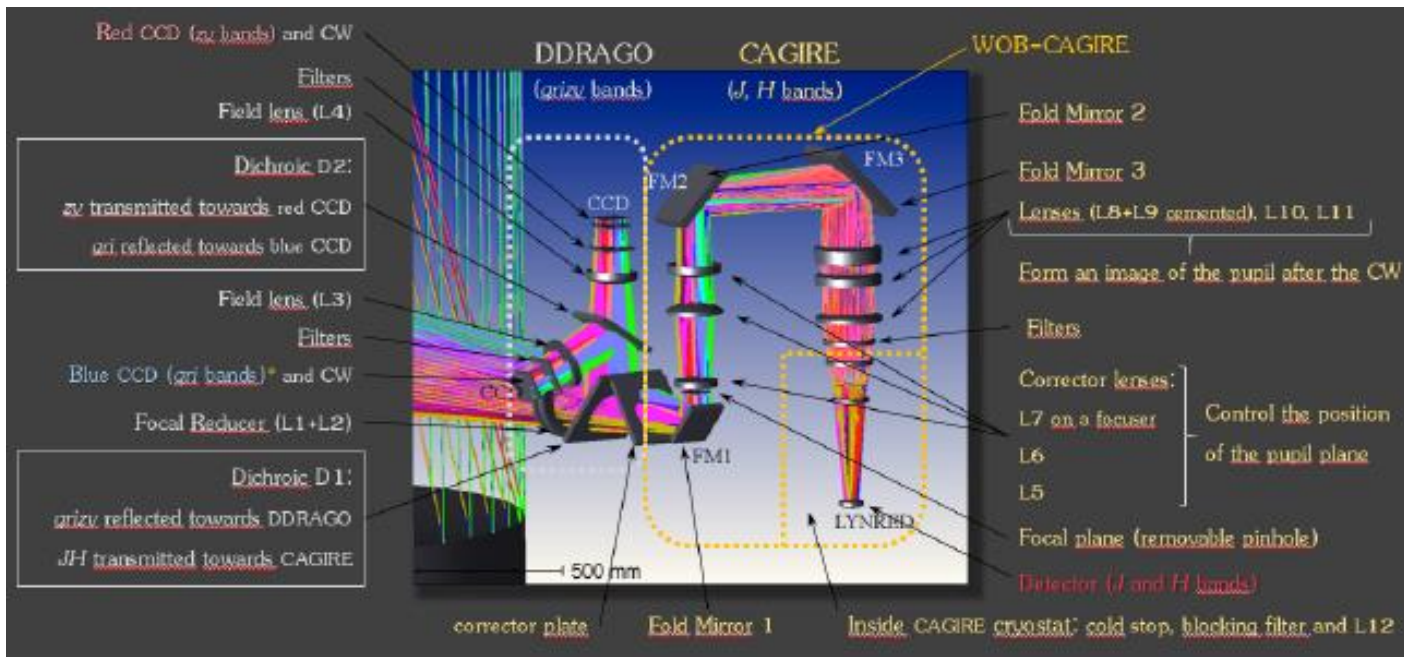 Red CCD (zy bands) and CW
Filters
Field lens (L4)
Dichroic D2:
zy transmitted towards red CCD
gri reflected towards blue CCD
Field lens (L3)
Filters
Blue CCD (gri bands)* and CW
Focal Reducer (L1+L2)
Dichroic D1:
grizy reflected towards DDRAGO
JH transmitted towards CAGIRE
DDRAGO
(grizy bands)
CAGIRE
(J, H bands)
WOB-CAGIRE
CCD
FM2
FM3
FM1
LYNRED
500 mm
corrector plate
Fold Mirror 1
Inside CAGIRE cryostat: cold stop, blocking filter and L12
Fold Mirror 2
Fold Mirror 3
Lenses (L8+L9 cemented), L10, L11
Form an image of the pupil after the CW
Filters
Corrector lenses:
L7 on a focuser
L6
L5
Control the position
of the pupil plane
Focal plane (removable pinhole)
Detector (J and H bands)